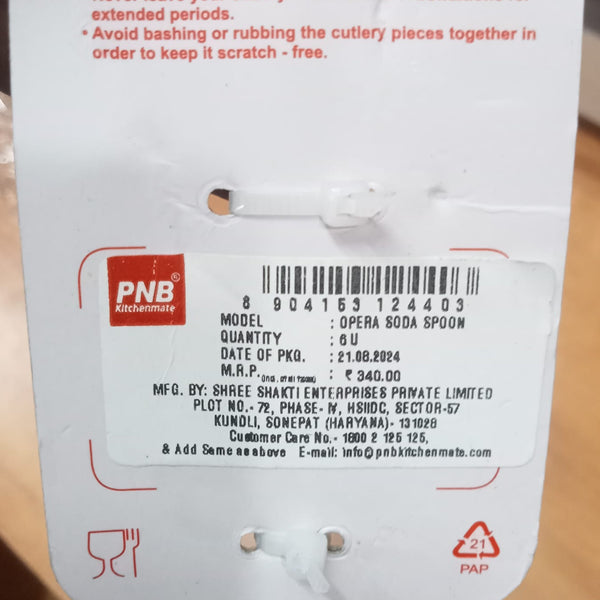 extended periods.
• Avoid bashing or rubbing the cutlery pieces together in
order to keep it scratch - free.
PNB
Kitchenmate
8 904153 124403
MODEL : OPERA SODA SPOON
QUANTITY : 6 U
DATE OF PKG. : 21.08.2024
M.R.P. : ₹ 340.00
MFG. BY: SHREE SHAKTI ENTERPRISES PRIVATE LIMITED
PLOT NO.- 72, PHASE- IV, HSIIDC, SECTOR-57
KUNDLI, SONEPAT (HARYANA)- 131028
Customer Care No.- 1800 2 125 125,
& Add Same as above E-mail: info@pnbkitchenmate.com
21
PAP